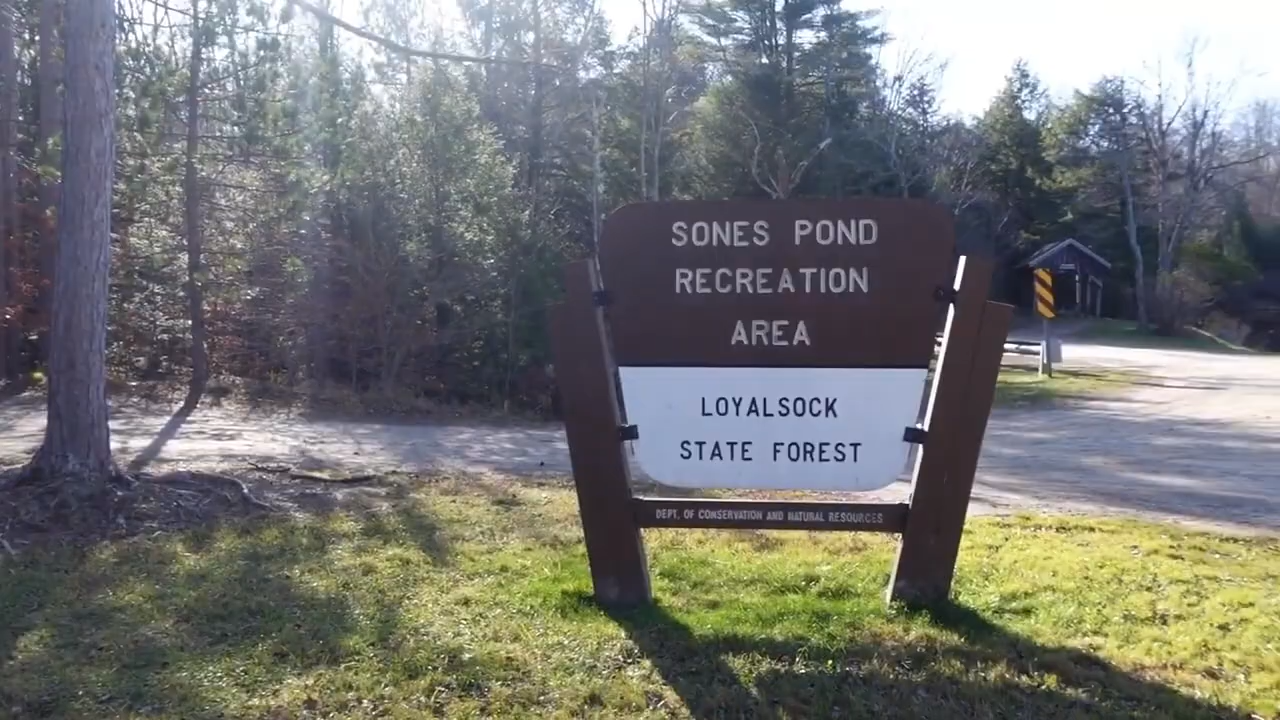 SONES POND
RECREATION
AREA
LOYALSOCK
STATE FOREST
DEPT. OF CONSERVATION AND NATURAL RESOURCES